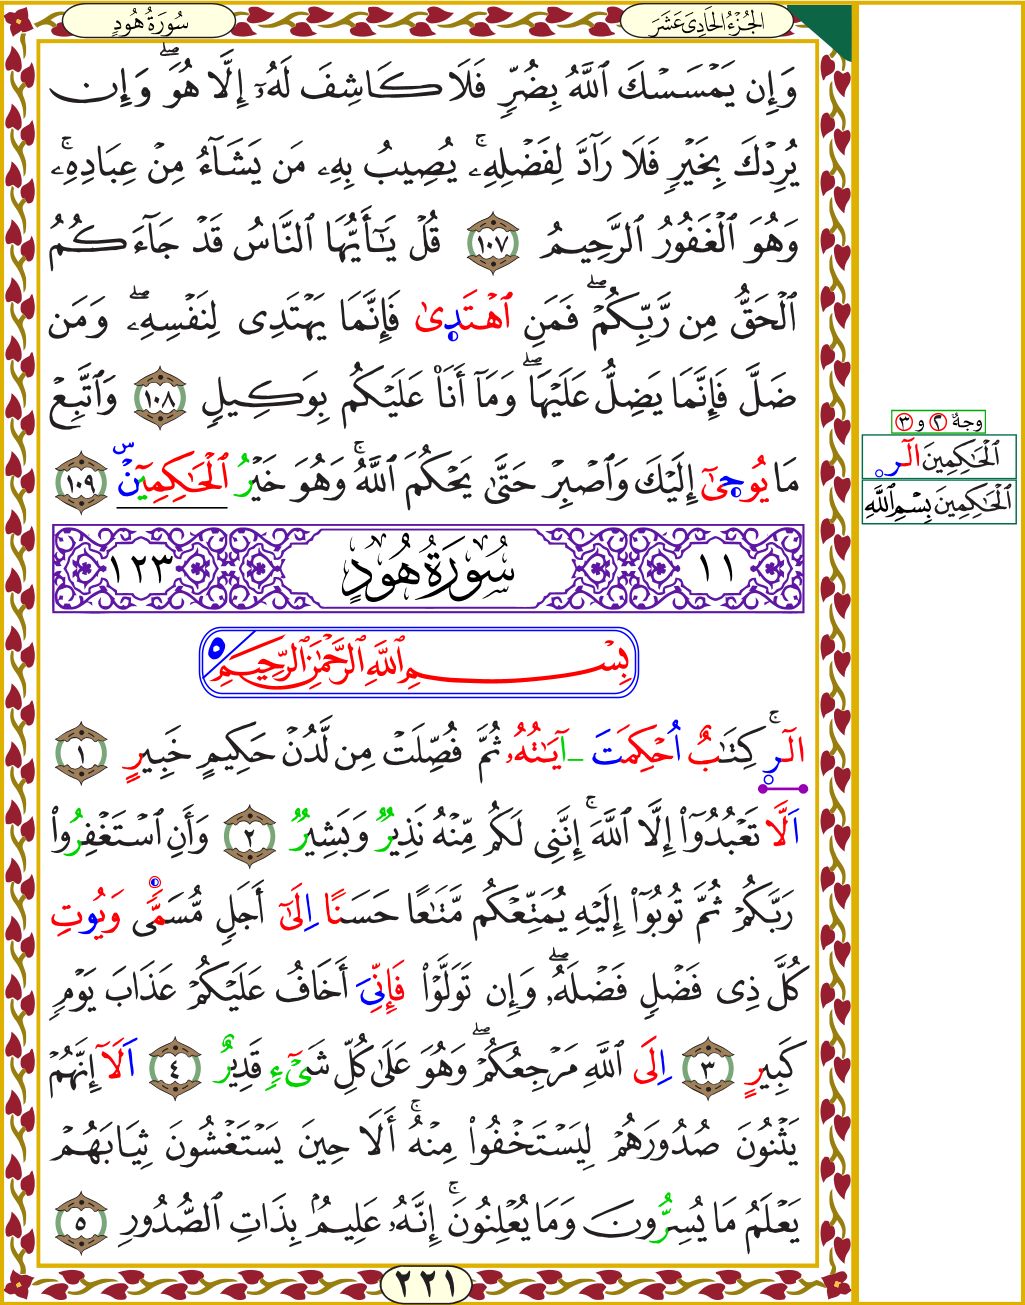 سُورَةُ هُودٍ
الجُزْءُ الحَادِيَ عَشَرَ
وَإِن يَمْسَسْكَ ٱللَّهُ بِضُرٍّ فَلَا كَاشِفَ لَهُۥٓ إِلَّا هُوَۖ وَإِن
يُرِدْكَ بِخَيْرٍ فَلَا رَآدَّ لِفَضْلِهِۦۚ يُصِيبُ بِهِۦ مَن يَشَآءُ مِنْ عِبَادِهِۦۚ
وَهُوَ ٱلْغَفُورُ ٱلرَّحِيمُ ١٠٧ قُلْ يَـٰٓأَيُّهَا ٱلنَّاسُ قَدْ جَآءَكُمُ
ٱلْحَقُّ مِن رَّبِّكُمْۖ فَمَنِ ٱهْتَدِىٰ فَإِنَّمَا يَهْتَدِى لِنَفْسِهِۦۖ وَمَن
ضَلَّ فَإِنَّمَا يَضِلُّ عَلَيْهَاۖ وَمَآ أَنَا۠ عَلَيْكُم بِوَكِيلٍ ١٠٨ وَٱتَّبِعْ
مَا يُوحِىٰٓ إِلَيْكَ وَٱصْبِرْ حَتَّىٰ يَحْكُمَ ٱللَّهُۚ وَهُوَ خَيْرُ ٱلْحَـٰكِمِينَ ١٠٩
١١ سُورَةُ هُودٍ ١٢٣
بِسْمِ ٱللَّهِ ٱلرَّحْمَـٰنِ ٱلرَّحِيمِ ٥
الٓرۚ كِتَـٰبٌ اُحْكِمَتَ ـآيَـٰتُهُۥ ثُمَّ فُصِّلَتْ مِن لَّدُنْ حَكِيمٍ خَبِيرٍ ١
اَلَّا تَعْبُدُوٓا۟ إِلَّا ٱللَّهَۚ إِنَّنِى لَكُم مِّنْهُ نَذِيرٌ وَبَشِيرٌ ٢ وَأَنِ ٱسْتَغْفِرُوا۟
رَبَّكُمْ ثُمَّ تُوبُوٓا۟ إِلَيْهِ يُمَتِّعْكُم مَّتَـٰعًا حَسَنًا اِلَىٰٓ أَجَلٍ مُّسَمًّى وَيُوتِ
كُلَّ ذِى فَضْلٍ فَضْلَهُۥۖ وَإِن تَوَلَّوْا۟ فَإِنِّىَ أَخَافُ عَلَيْكُمْ عَذَابَ يَوْمٍ
كَبِيرٍ ٣ اِلَى ٱللَّهِ مَرْجِعُكُمْۖ وَهُوَ عَلَىٰ كُلِّ شَىْءٍ قَدِيرٌ ٤ اَلَآ إِنَّهُمْ
يَثْنُونَ صُدُورَهُمْ لِيَسْتَخْفُوا۟ مِنْهُۚ أَلَا حِينَ يَسْتَغْشُونَ ثِيَابَهُمْ
يَعْلَمُ مَا يُسِرُّونَ وَمَا يُعْلِنُونَۚ إِنَّهُۥ عَلِيمُۢ بِذَاتِ ٱلصُّدُورِ ٥
٢٢١
وجهُ ٢ و ٣
ٱلْحَـٰكِمِينَ الٓر
ٱلْحَـٰكِمِينَ بِسْمِ ٱللَّهِ